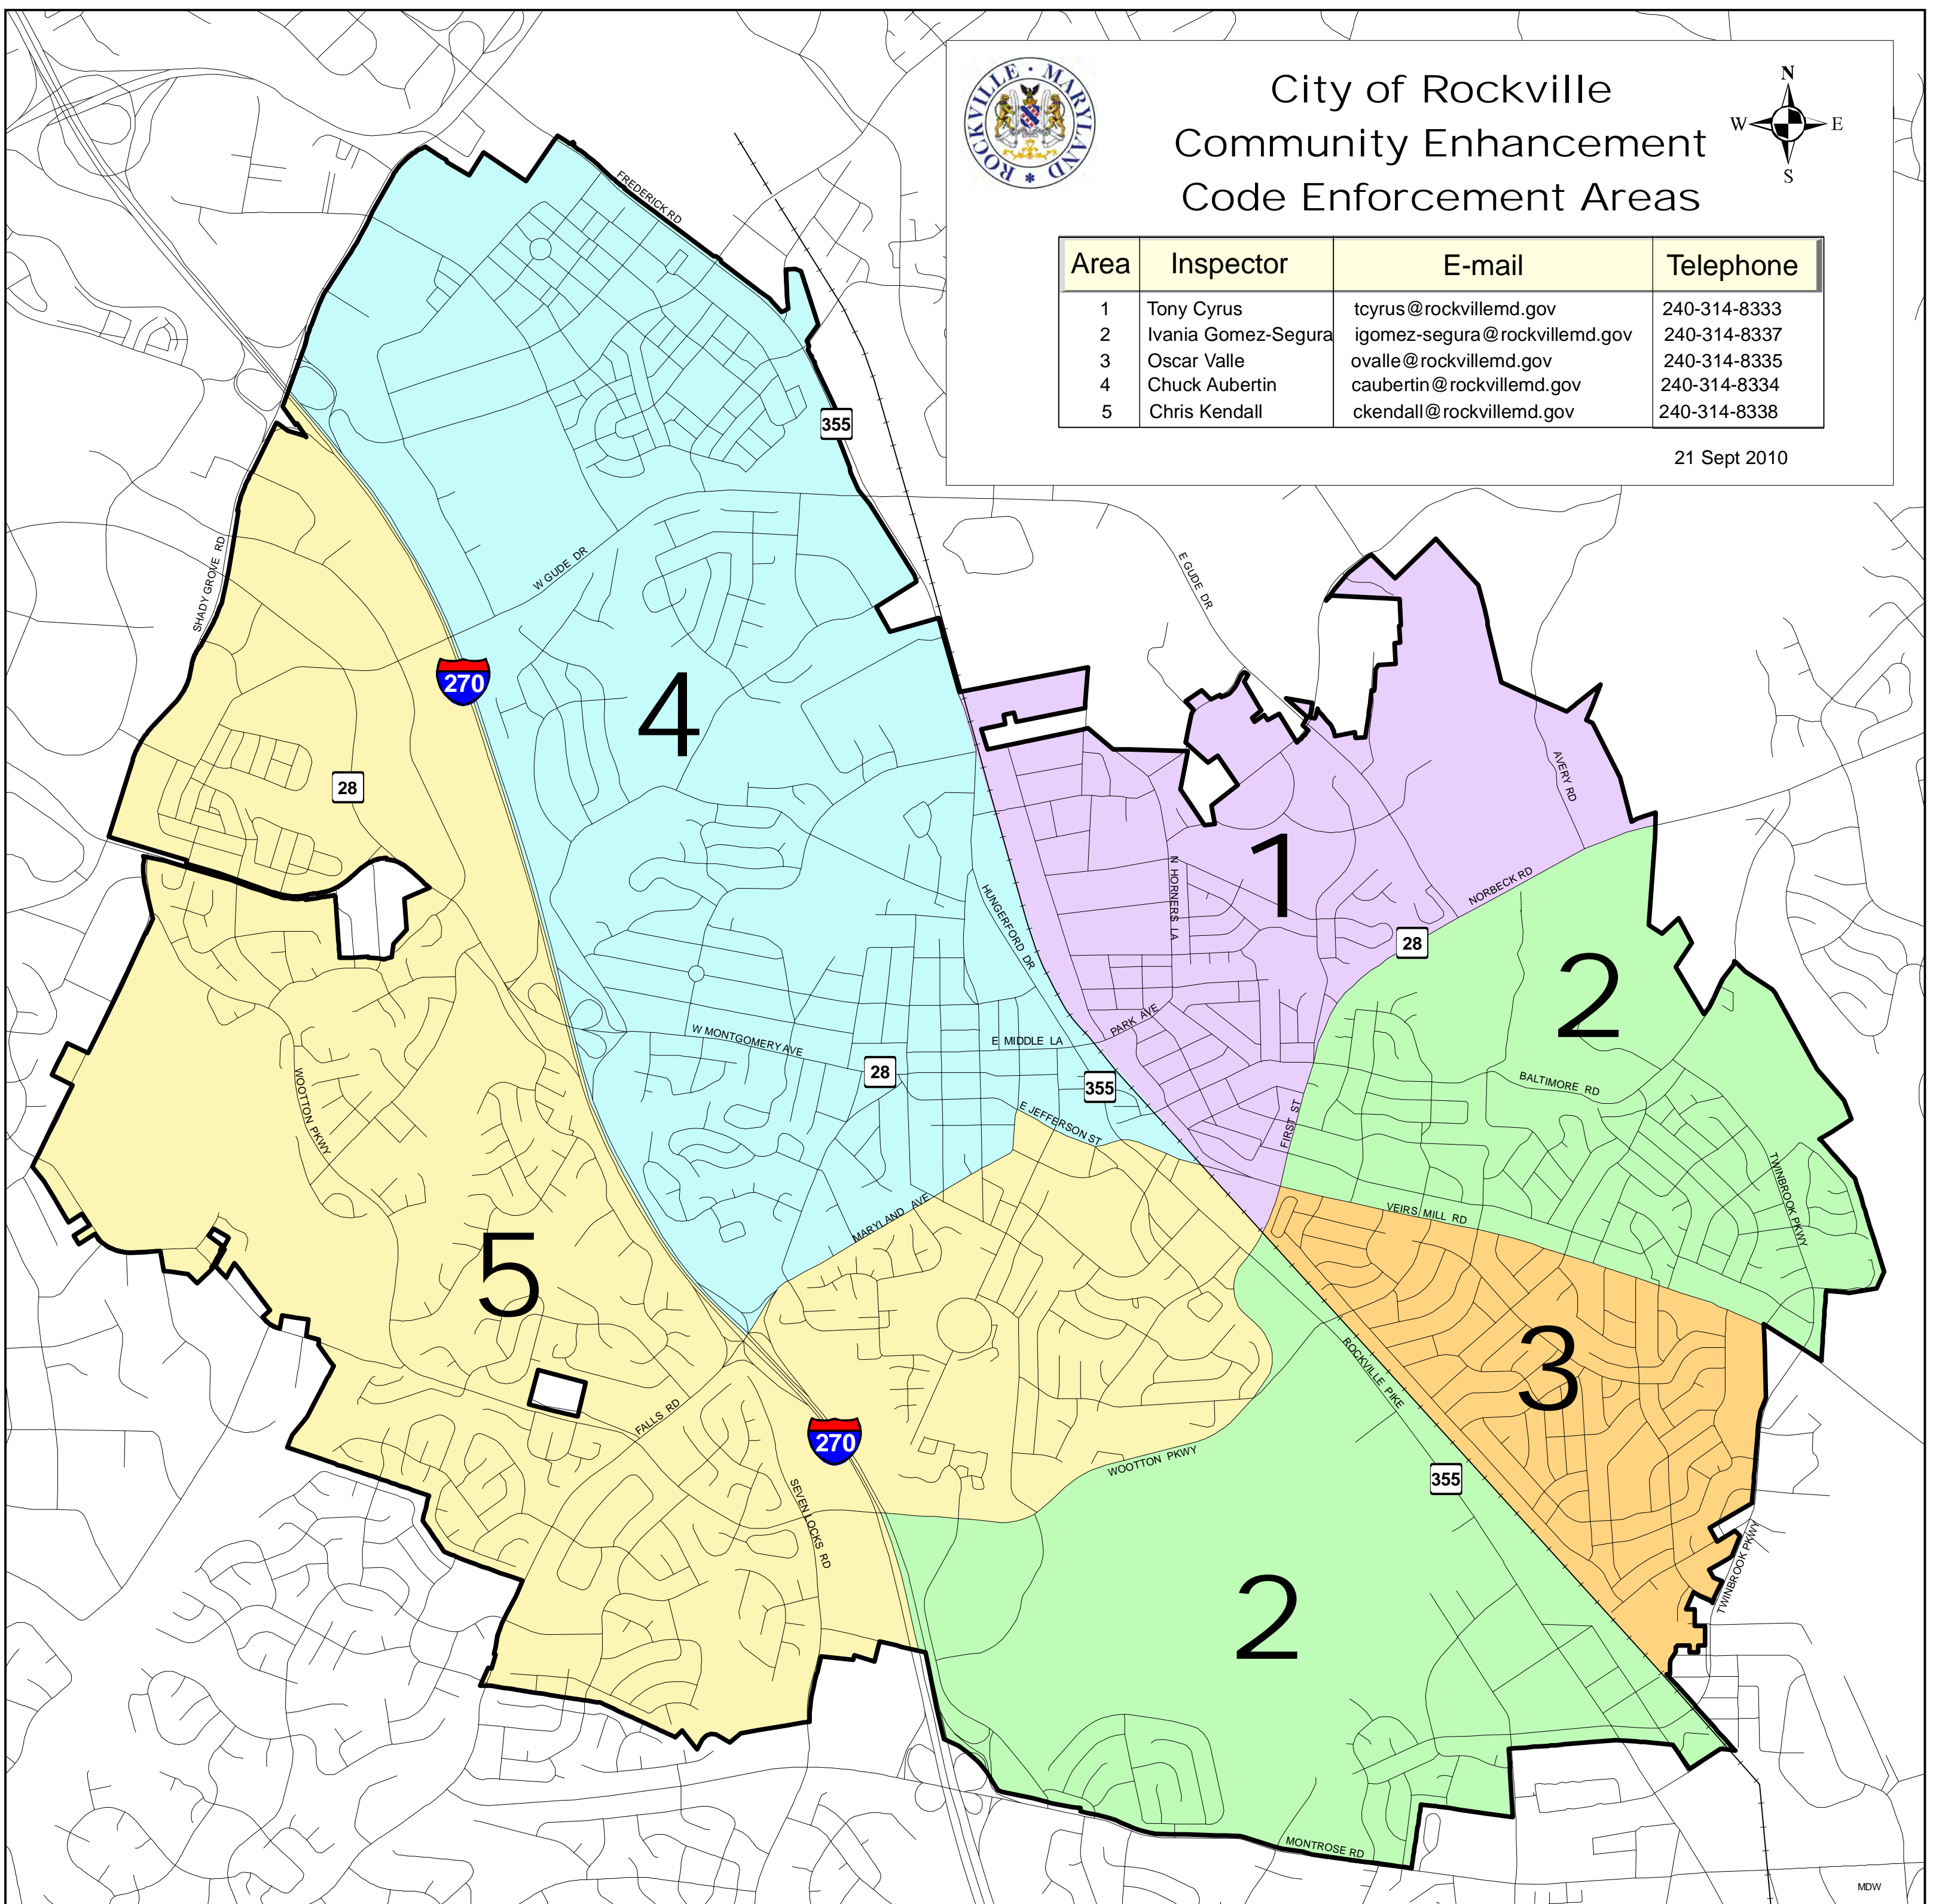 ROCKVILLE · MARYLAND
City of Rockville
Community Enhancement
Code Enforcement Areas
N
W E
S
Area Inspector E-mail Telephone
1 Tony Cyrus tcyrus@rockvillemd.gov 240-314-8333
2 Ivania Gomez-Segura igomez-segura@rockvillemd.gov 240-314-8337
3 Oscar Valle ovalle@rockvillemd.gov 240-314-8335
4 Chuck Aubertin caubertin@rockvillemd.gov 240-314-8334
5 Chris Kendall ckendall@rockvillemd.gov 240-314-8338
21 Sept 2010
FREDERICK RD
355
SHADY GROVE RD
W GUDE DR
E GUDE DR
270
4
28
AVERY RD
1
N HORNERS LA
HUNGERFORD DR
NORBECK RD
28
2
PARK AVE
W MONTGOMERY AVE
E MIDDLE LA
28
355
BALTIMORE RD
WOOTTON PKWY
E JEFFERSON ST
FIRST ST
TWINBROOK PKWY
MARYLAND AVE
VEIRS MILL RD
5
3
ROCKVILLE PIKE
FALLS RD
270
WOOTTON PKWY
355
SEVEN LOCKS RD
TWINBROOK PKWY
2
MONTROSE RD
MDW